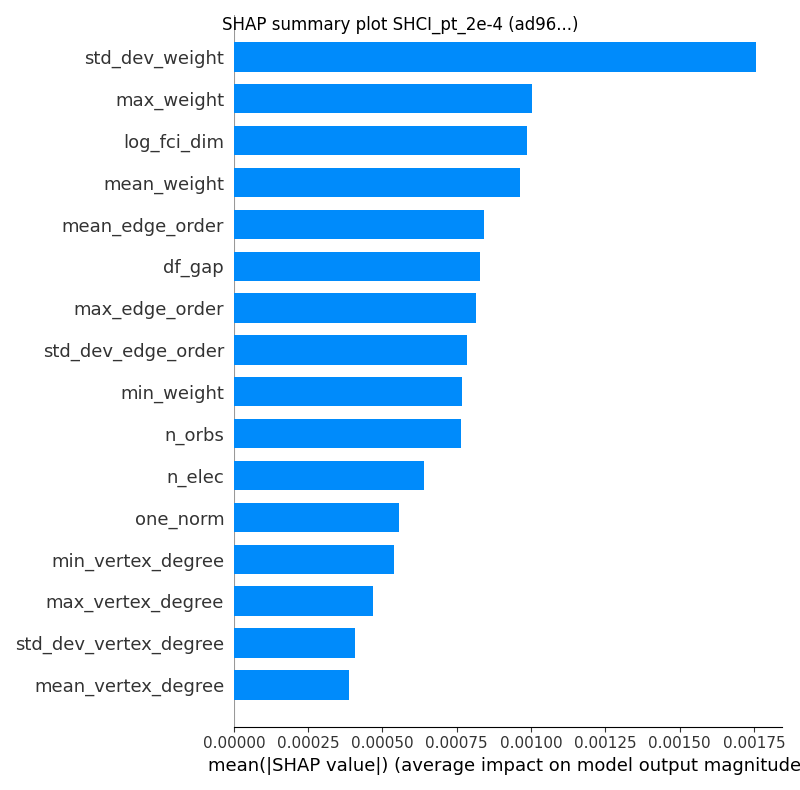 SHAP summary plot SHCI_pt_2e-4 (ad96...)
std_dev_weight
max_weight
log_fci_dim
mean_weight
mean_edge_order
df_gap
max_edge_order
std_dev_edge_order
min_weight
n_orbs
n_elec
one_norm
min_vertex_degree
max_vertex_degree
std_dev_vertex_degree
mean_vertex_degree
0.00000 0.00025 0.00050 0.00075 0.00100 0.00125 0.00150 0.00175
mean(|SHAP value|) (average impact on model output magnitude